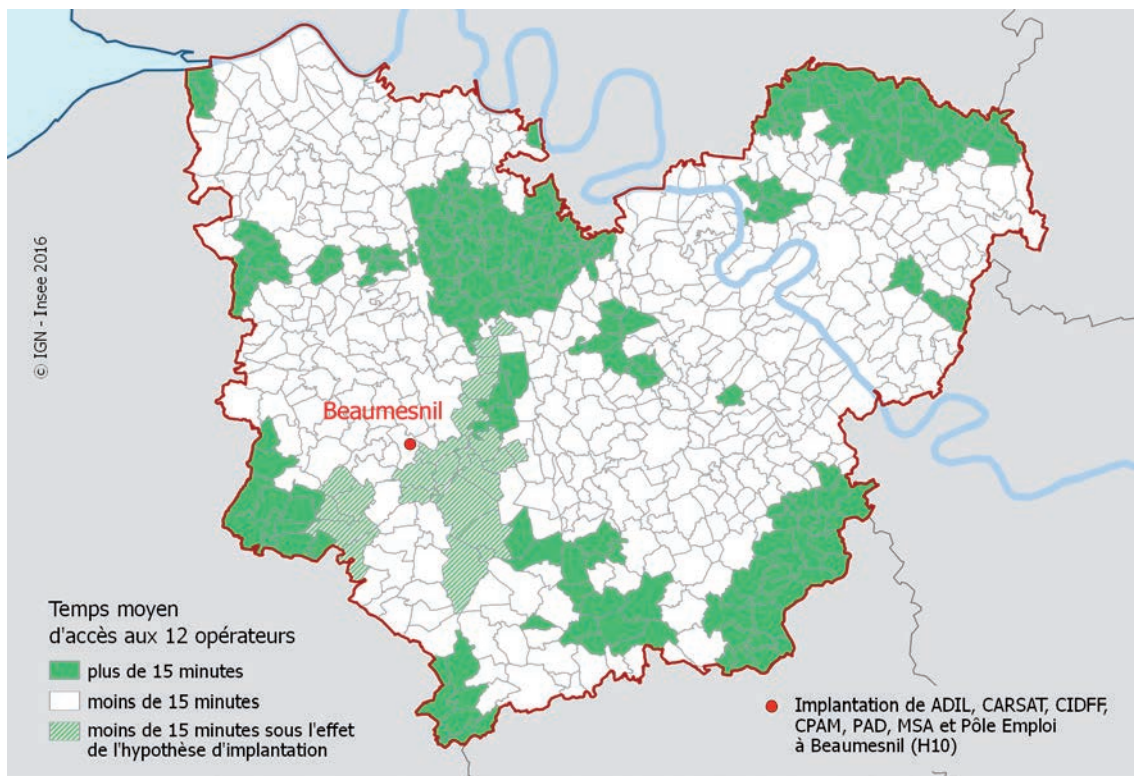 © IGN - Insee 2016
Beaumesnil
Temps moyen
d'accès aux 12 opérateurs
plus de 15 minutes
moins de 15 minutes
moins de 15 minutes sous l'effet
de l'hypothèse d'implantation
Implantation de ADIL, CARSAT, CIDFF,
CPAM, PAD, MSA et Pôle Emploi
à Beaumesnil (H10)